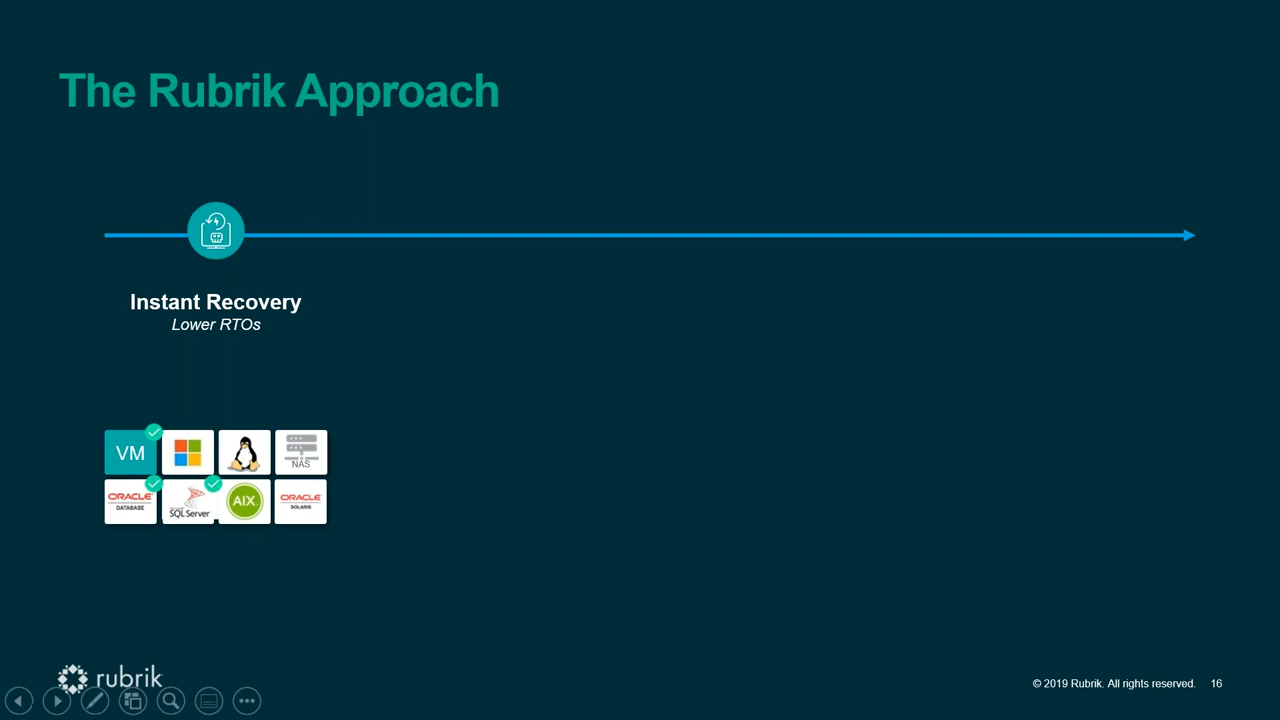 The Rubrik Approach
Instant Recovery
Lower RTOs
VM
NAS
ORACLE
DATABASE
Microsoft
SQL Server
AIX
ORACLE
SOLARIS
rubrik
© 2019 Rubrik. All rights reserved. 16